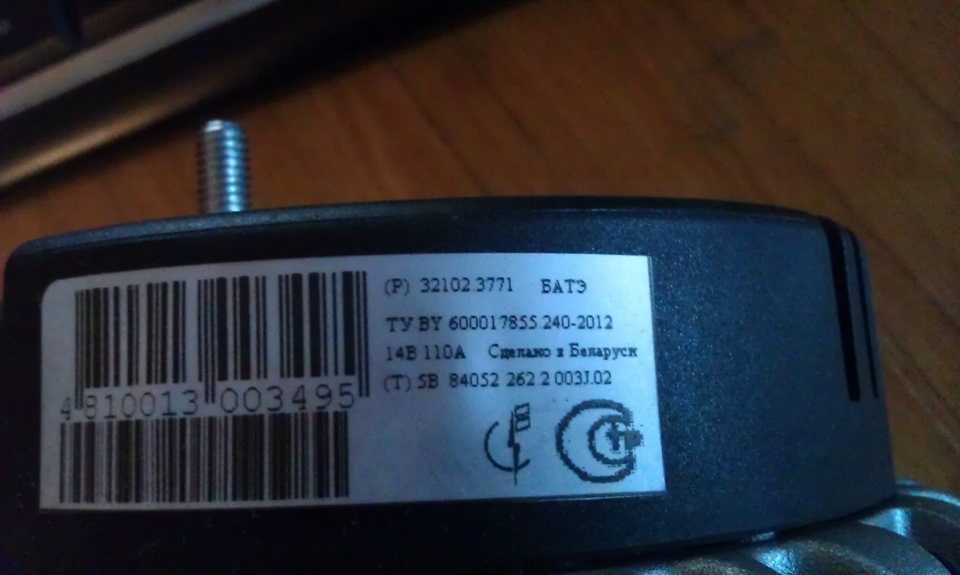 (P) 32102.3771 БАТЭ
ТУ BY 600017855.240-2012
14В 110А Сделано в Беларуси
(T) 5B 84052 262 2 003J.02
4 810013 003495